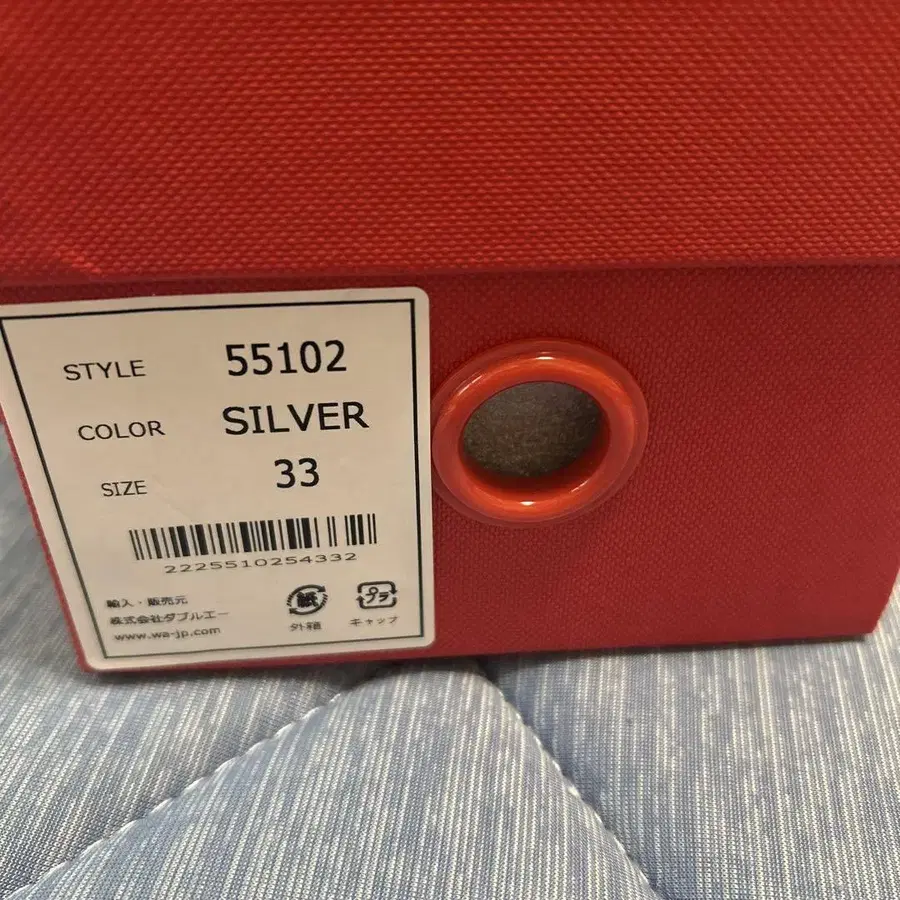 STYLE 55102
COLOR SILVER
SIZE 33
2225510254332
輸入・販売元
株式会社ダブルエー
www.wa-jp.com
紙
外箱
プラ
キャップ